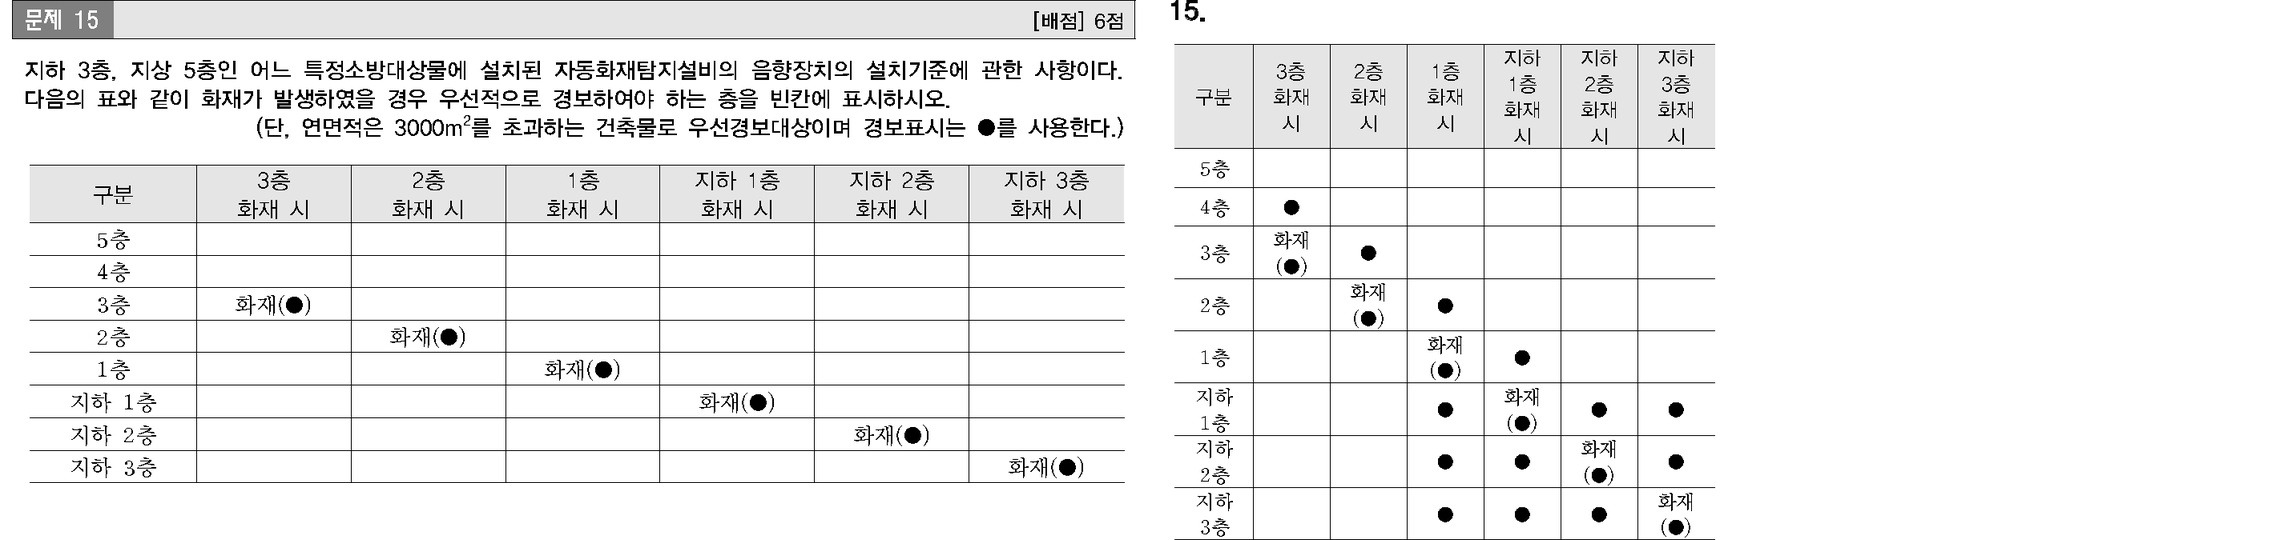 문제 15 [배점] 6점
지하 3층, 지상 5층인 어느 특정소방대상물에 설치된 자동화재탐지설비의 음향장치의 설치기준에 관한 사항이다.
다음의 표와 같이 화재가 발생하였을 경우 우선적으로 경보하여야 하는 층을 빈칸에 표시하시오.
(단, 연면적은 3000m²를 초과하는 건축물로 우선경보대상이며 경보표시는 ●를 사용한다.)
구분 3층 화재 시 2층 화재 시 1층 화재 시 지하 1층 화재 시 지하 2층 화재 시 지하 3층 화재 시
5층
4층
3층 화재(●)
2층 화재(●)
1층 화재(●)
지하 1층 화재(●)
지하 2층 화재(●)
지하 3층 화재(●)
15.
구분 3층 화재 시 2층 화재 시 1층 화재 시 지하 1층 화재 시 지하 2층 화재 시 지하 3층 화재 시
5층
4층 ●
3층 화재(●) ●
2층 화재(●) ●
1층 화재(●) ●
지하 1층 ● 화재(●) ● ●
지하 2층 ● ● 화재(●) ●
지하 3층 ● ● ● 화재(●)